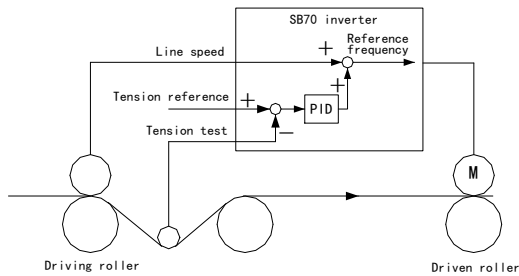 SB70 inverter
Reference
frequency
Line speed
+
+
Tension reference
+
PID
Tension test
−
M
Driving roller
Driven roller